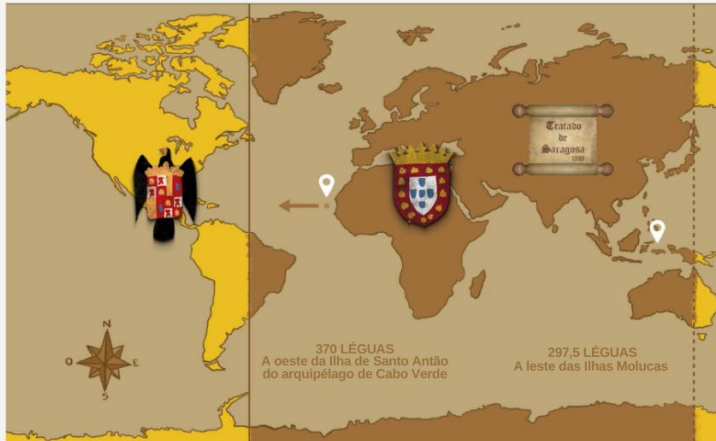 Tratado
de
Saragosa
1529
N
O
E
S
370 LÉGUAS
A oeste da Ilha de Santo Antão
do arquipélago de Cabo Verde
297,5 LÉGUAS
A leste das Ilhas Molucas